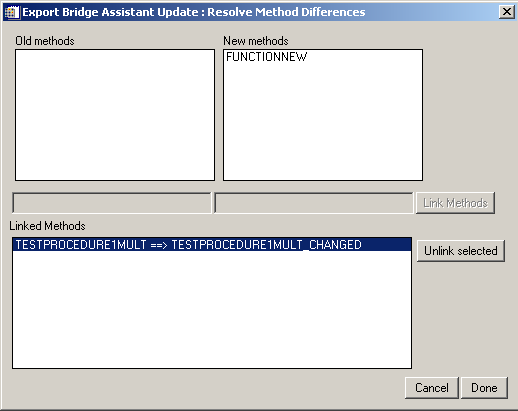 Export Bridge Assistant Update : Resolve Method Differences
Old methods
New methods
FUNCTIONNEW
Link Methods
Linked Methods
TESTPROCEDURE1MULT ==> TESTPROCEDURE1MULT_CHANGED
Unlink selected
Cancel
Done